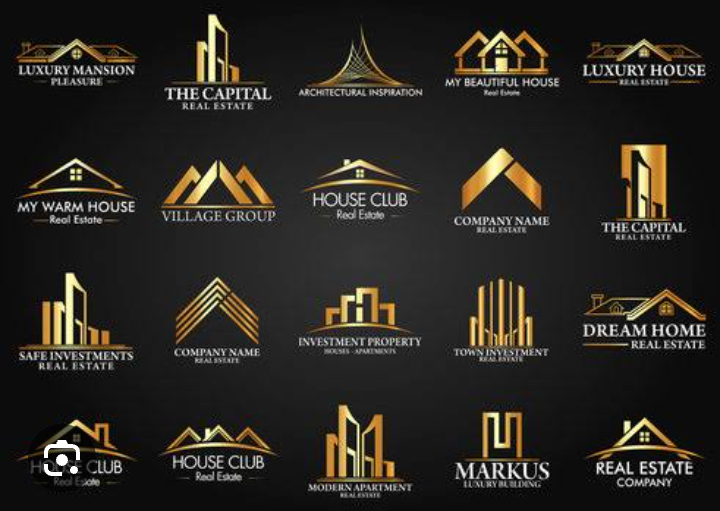 LUXURY MANSION
PLEASURE
THE CAPITAL
REAL ESTATE
ARCHITECTURAL INSPIRATION
MY BEAUTIFUL HOUSE
Real Estate
LUXURY HOUSE
REAL ESTATE
MY WARM HOUSE
Real Estate
VILLAGE GROUP
HOUSE CLUB
Real Estate
COMPANY NAME
REAL ESTATE
THE CAPITAL
REAL ESTATE
SAFE INVESTMENTS
REAL ESTATE
COMPANY NAME
REAL ESTATE
INVESTMENT PROPERTY
HOUSES - APARTMENTS
TOWN INVESTMENT
REAL ESTATE
DREAM HOME
REAL ESTATE
HOUSE CLUB
Real Estate
HOUSE CLUB
Real Estate
MODERN APARTMENT
REAL ESTATE
MARKUS
LUXURY BUILDING
REAL ESTATE
COMPANY